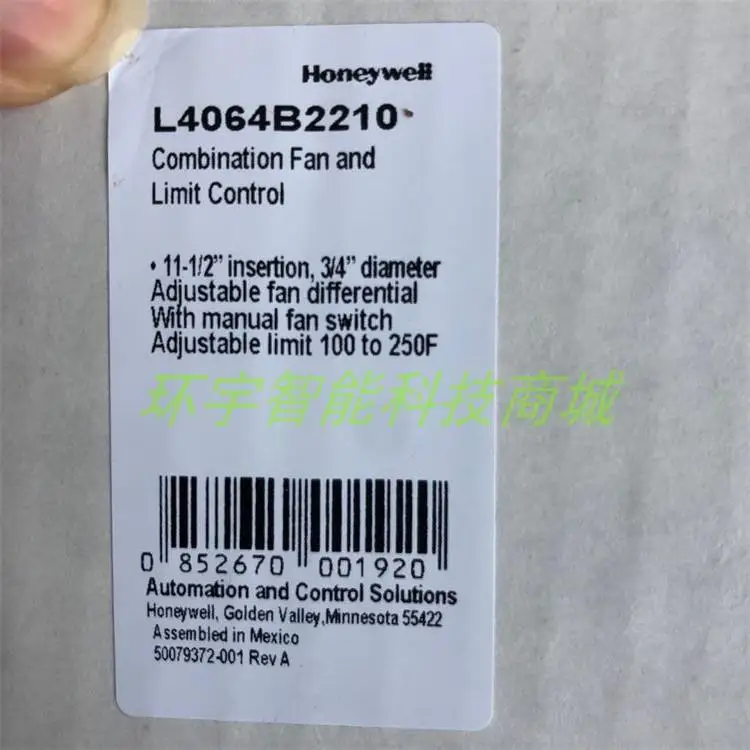 Honeywell
L4064B2210
Combination Fan and
Limit Control
• 11-1/2” insertion, 3/4” diameter
Adjustable fan differential
With manual fan switch
Adjustable limit 100 to 250F
环宇智能科技商城
0 852670 001920
Automation and Control Solutions
Honeywell, Golden Valley,Minnesota 55422
Assembled in Mexico
50079372-001 Rev A